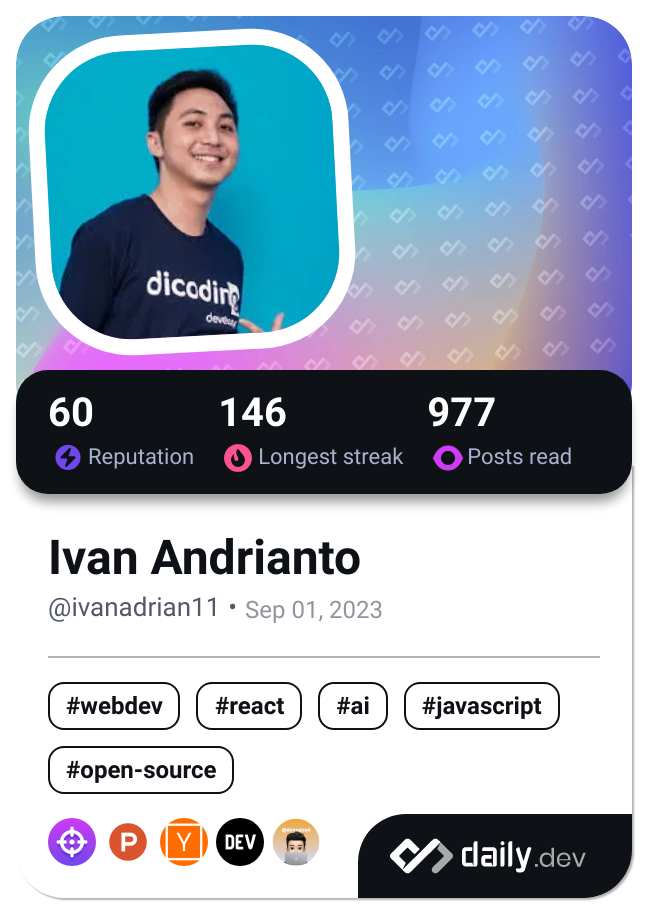 dicoding
60
146
977
Reputation
Longest streak
Posts read
Ivan Andrianto
@ivanadrian11 • Sep 01, 2023
#webdev
#react
#ai
#javascript
#open-source
P
Y
DEV
daily.dev